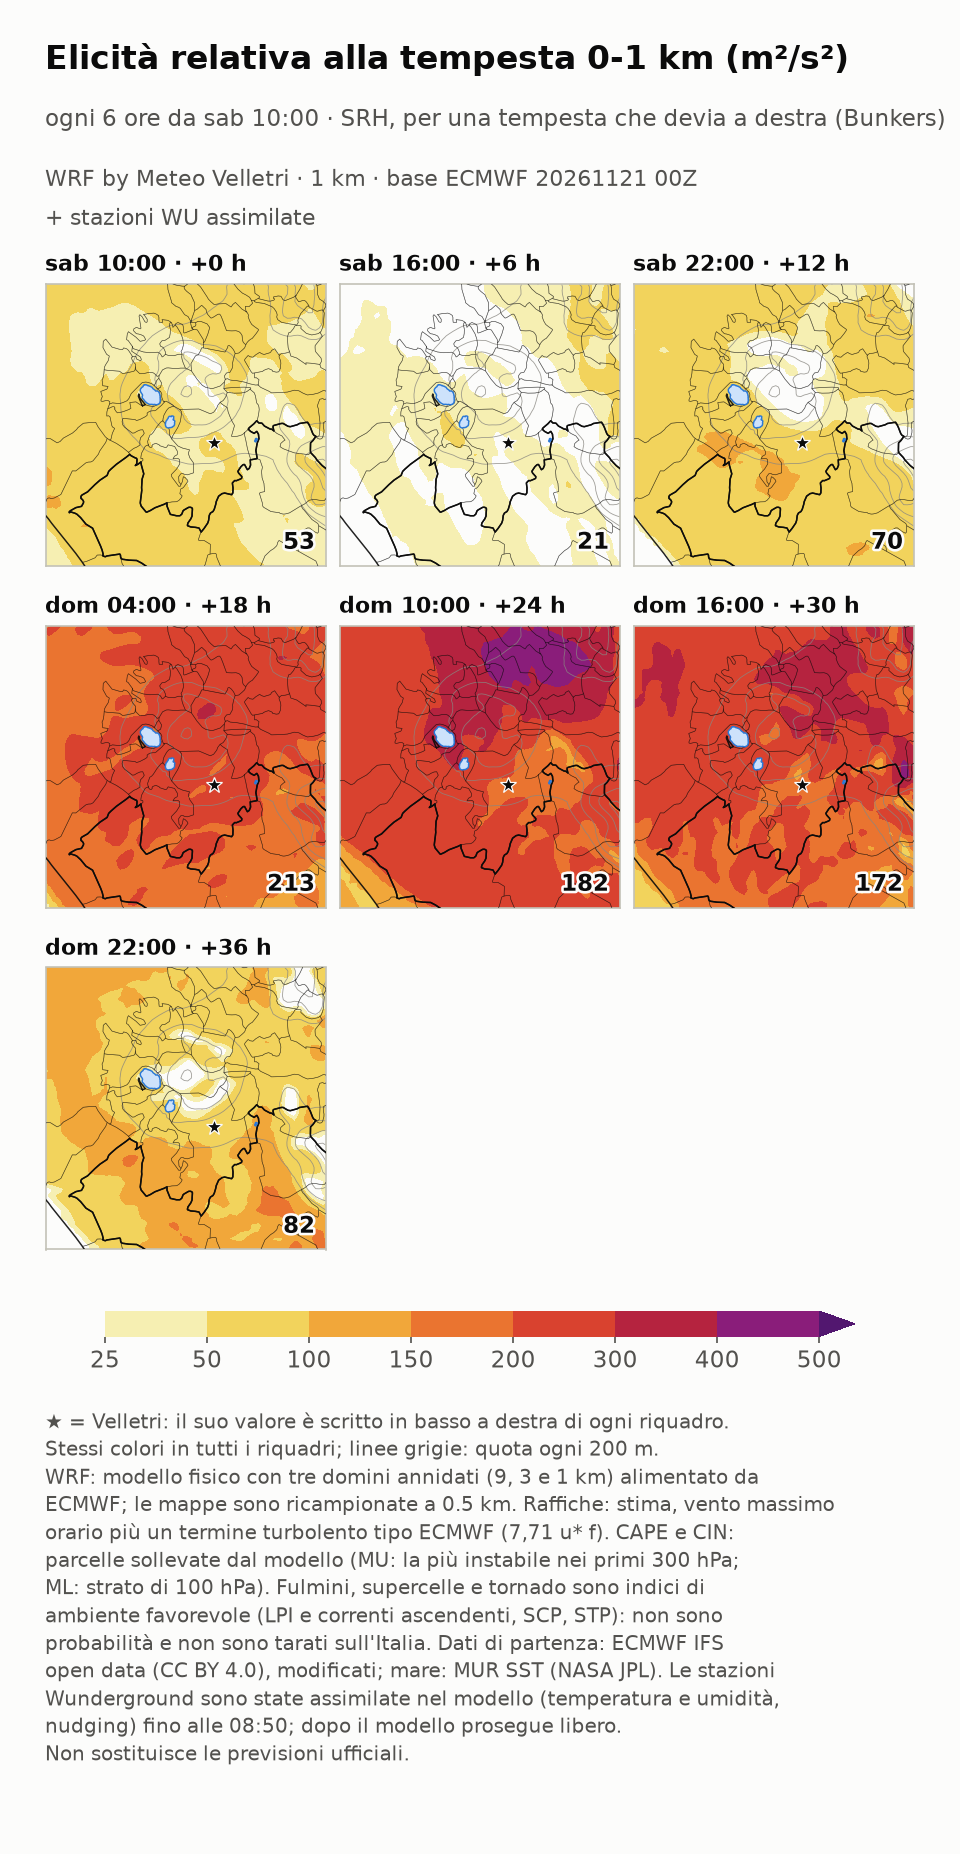 Elicità relativa alla tempesta 0-1 km (m²/s²)
ogni 6 ore da sab 10:00 · SRH, per una tempesta che devia a destra (Bunkers)
WRF by Meteo Velletri · 1 km · base ECMWF 20261121 00Z
+ stazioni WU assimilate
sab 10:00 · +0 h
sab 16:00 · +6 h
sab 22:00 · +12 h
53
21
70
dom 04:00 · +18 h
dom 10:00 · +24 h
dom 16:00 · +30 h
213
182
172
dom 22:00 · +36 h
82
25 50 100 150 200 300 400 500
★ = Velletri: il suo valore è scritto in basso a destra di ogni riquadro.
Stessi colori in tutti i riquadri; linee grigie: quota ogni 200 m.
WRF: modello fisico con tre domini annidati (9, 3 e 1 km) alimentato da
ECMWF; le mappe sono ricampionate a 0.5 km. Raffiche: stima, vento massimo
orario più un termine turbolento tipo ECMWF (7,71 u* f). CAPE e CIN:
parcelle sollevate dal modello (MU: la più instabile nei primi 300 hPa;
ML: strato di 100 hPa). Fulmini, supercelle e tornado sono indici di
ambiente favorevole (LPI e correnti ascendenti, SCP, STP): non sono
probabilità e non sono tarati sull'Italia. Dati di partenza: ECMWF IFS
open data (CC BY 4.0), modificati; mare: MUR SST (NASA JPL). Le stazioni
Wunderground sono state assimilate nel modello (temperatura e umidità,
nudging) fino alle 08:50; dopo il modello prosegue libero.
Non sostituisce le previsioni ufficiali.